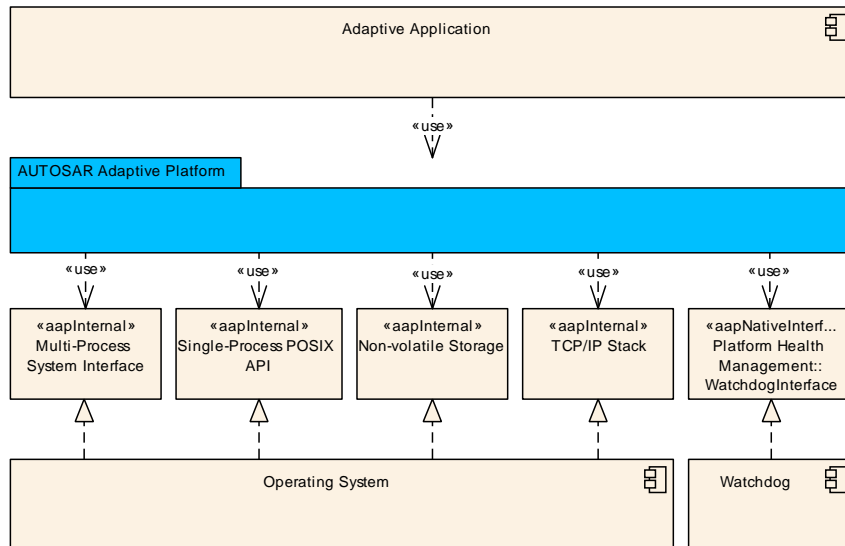 Adaptive Application
«use»
AUTOSAR Adaptive Platform
«use» «use» «use» «use» «use»
«aapInternal»
Multi-Process
System Interface
«aapInternal»
Single-Process POSIX
API
«aapInternal»
Non-volatile Storage
«aapInternal»
TCP/IP Stack
«aapNativeInterf...
Platform Health
Management::
WatchdogInterface
Operating System
Watchdog